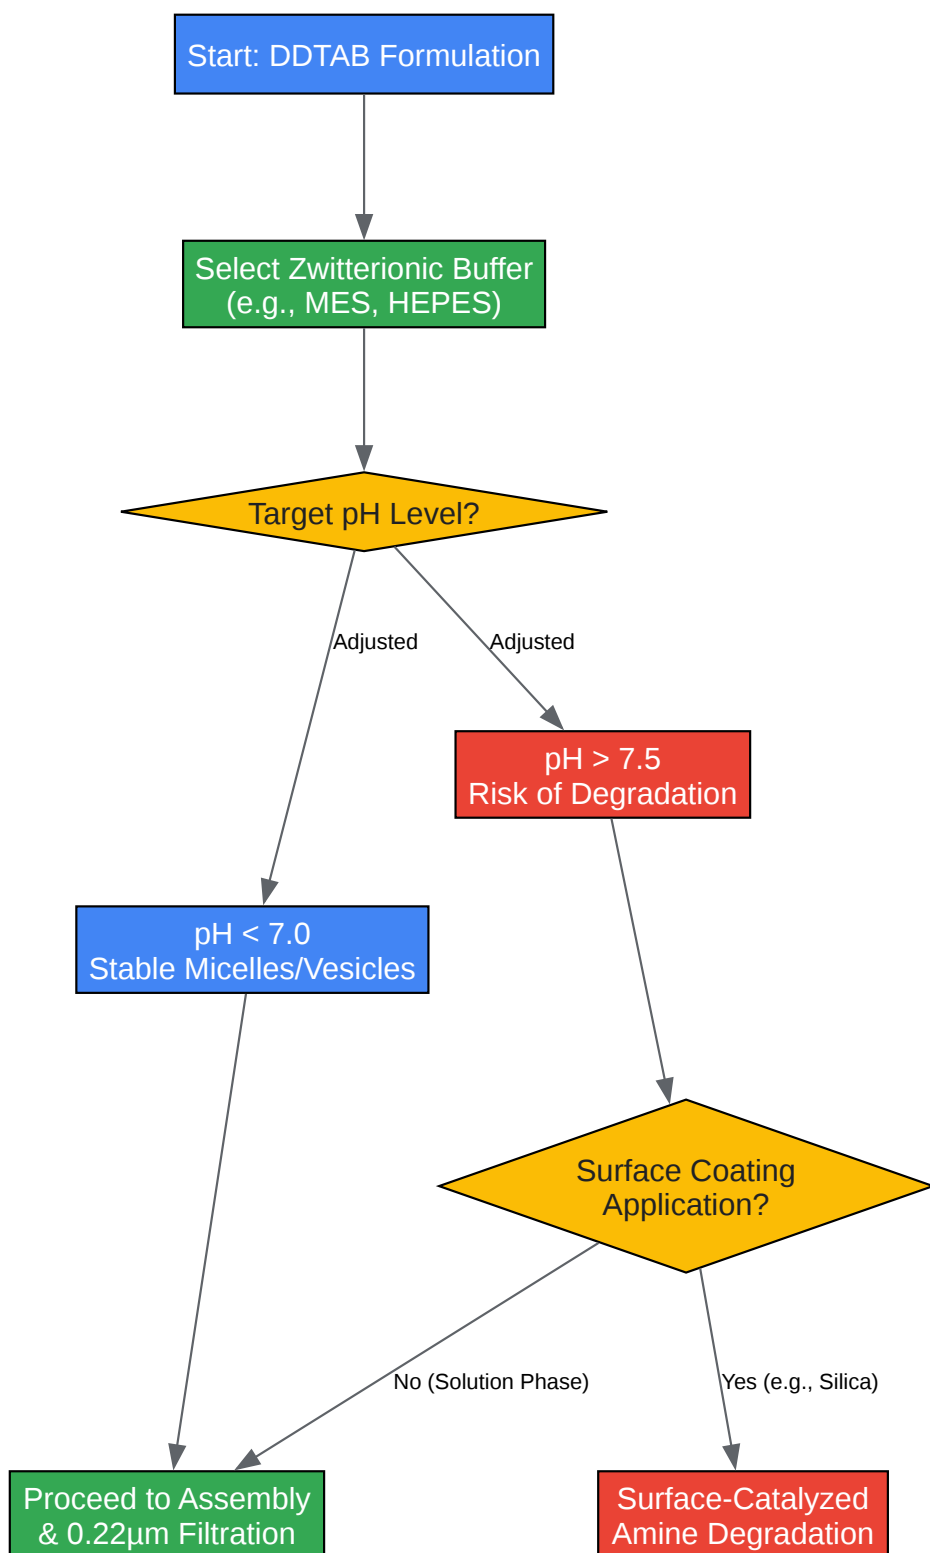 Start: DDTAB Formulation
Select Zwitterionic Buffer
(e.g., MES, HEPES)
Target pH Level?
Adjusted
Adjusted
pH > 7.5
Risk of Degradation
pH < 7.0
Stable Micelles/Vesicles
Surface Coating
Application?
No (Solution Phase)
Yes (e.g., Silica)
Proceed to Assembly
& 0.22µm Filtration
Surface-Catalyzed
Amine Degradation